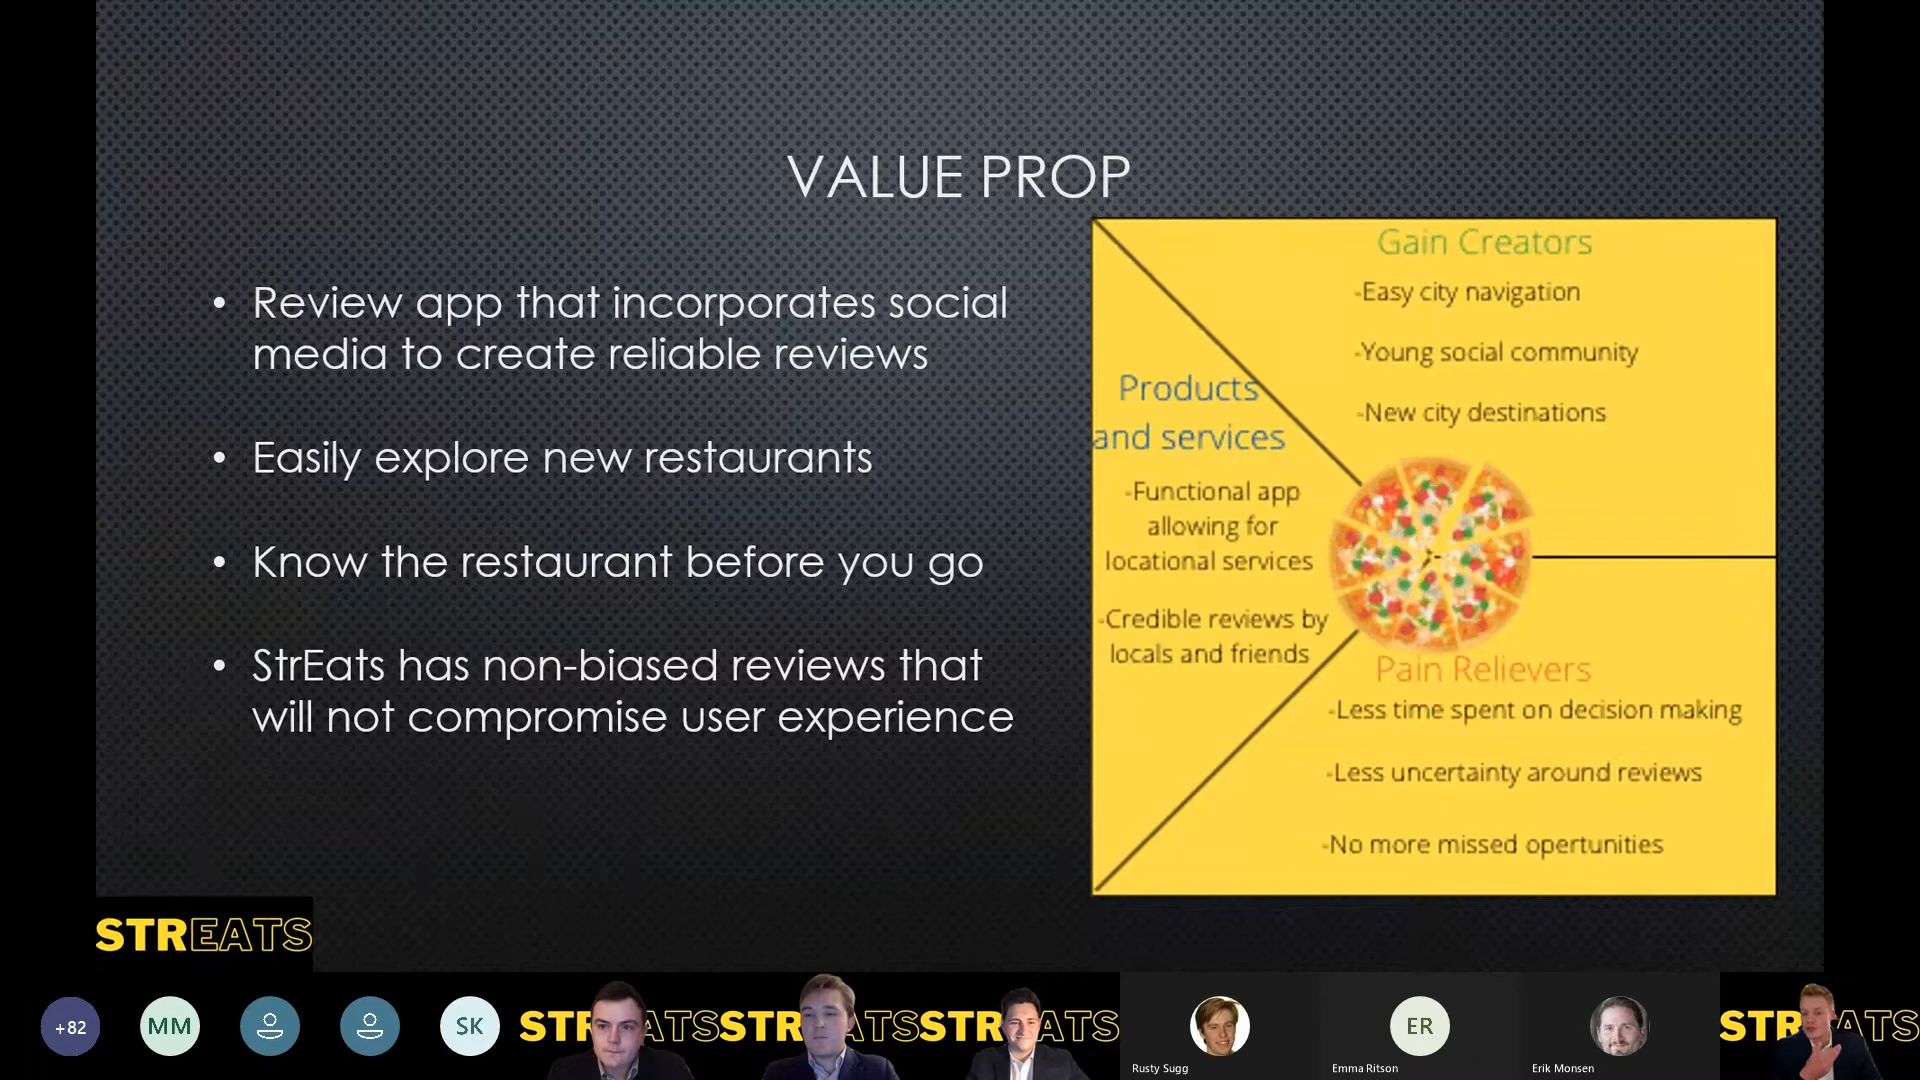 VALUE PROP
• Review app that incorporates social
media to create reliable reviews
• Easily explore new restaurants
• Know the restaurant before you go
• StrEats has non-biased reviews that
will not compromise user experience
Gain Creators
-Easy city navigation
-Young social community
-New city destinations
Products
and services
-Functional app
allowing for
locational services
-Credible reviews by
locals and friends
Pain Relievers
-Less time spent on decision making
-Less uncertainty around reviews
-No more missed opertunities
STREATS
+82
MM
SK
STREATS
STREATS
STREATS
Rusty Sugg
ER
Emma Ritson
Erik Monsen
STREATS